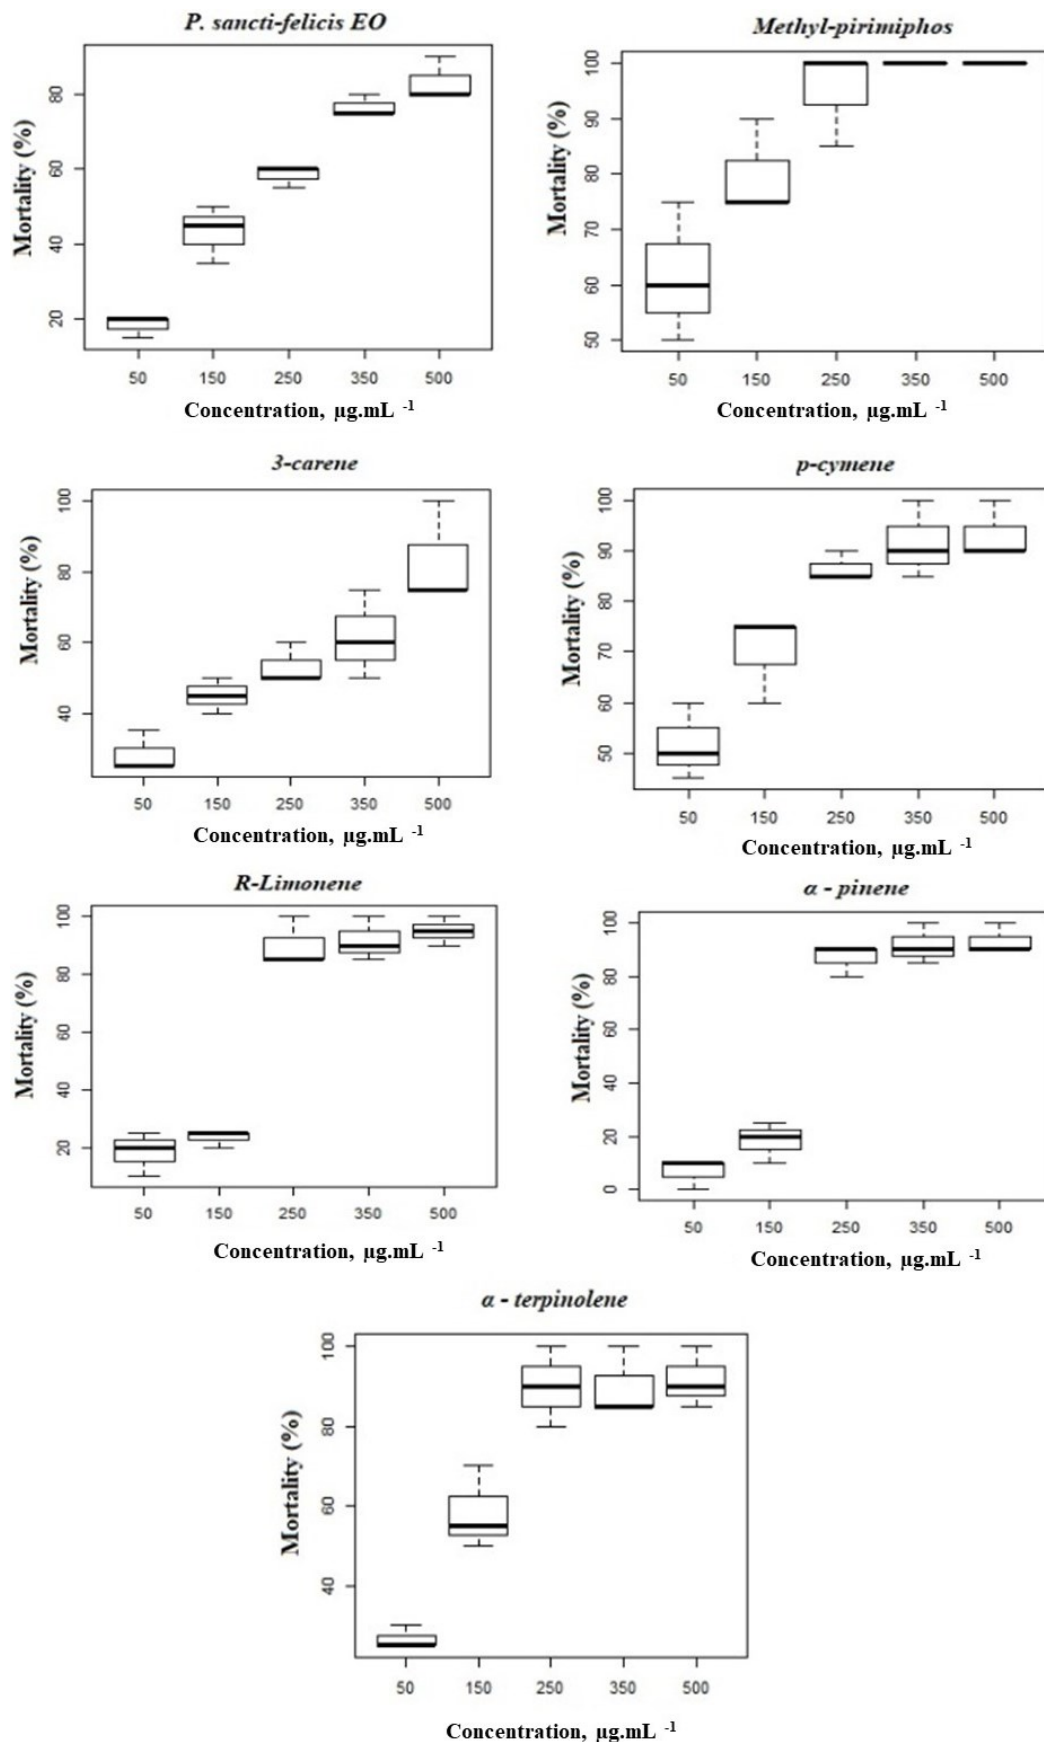 P. sancti-felicis EO
Mortality (%)
80
60
40
20
50 150 250 350 500
Concentration, µg.mL -1
Methyl-pirimiphos
Mortality (%)
100
90
80
70
60
50
50 150 250 350 500
Concentration, µg.mL -1
3-carene
Mortality (%)
100
80
60
40
50 150 250 350 500
Concentration, µg.mL -1
p-cymene
Mortality (%)
100
90
80
70
60
50
50 150 250 350 500
Concentration, µg.mL -1
R-Limonene
Mortality (%)
100
80
60
40
20
50 150 250 350 500
Concentration, µg.mL -1
α - pinene
Mortality (%)
100
80
60
40
20
0
50 150 250 350 500
Concentration, µg.mL -1
α - terpinolene
Mortality (%)
100
80
60
40
50 150 250 350 500
Concentration, µg.mL -1